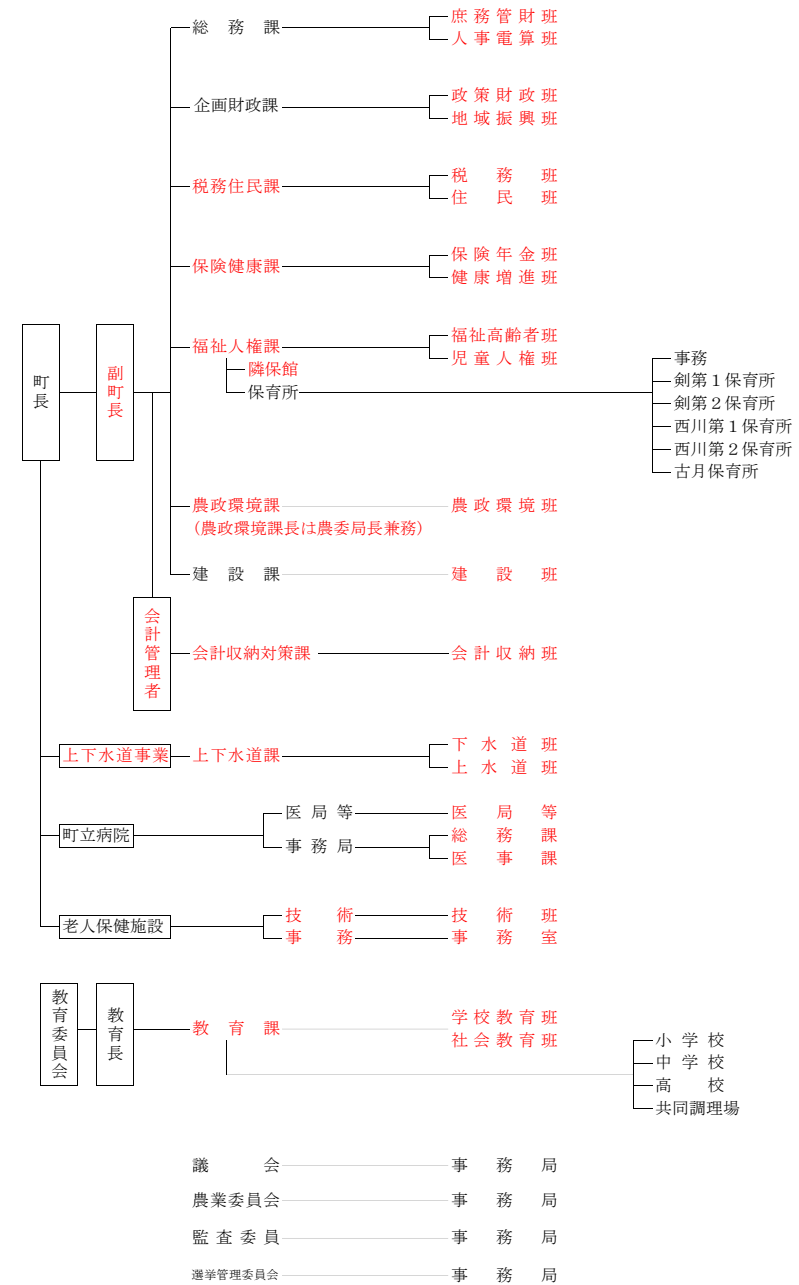 総務課
庶務管財班
人事電算班
企画財政課
政策財政班
地域振興班
税務住民課
税務班
住民班
保険健康課
保険年金班
健康増進班
町長
副町長
福祉人権課
福祉高齢者班
児童人権班
隣保館
保育所
事務
剣第１保育所
剣第２保育所
西川第１保育所
西川第２保育所
古月保育所
農政環境課
農政環境班
(農政環境課長は農委局長兼務)
建設課
建設班
会計管理者
会計収納対策課
会計収納班
上下水道事業
上下水道課
下水道班
上水道班
町立病院
医局等
医局等
事務局
総務課
医事課
老人保健施設
技術
技術班
事務
事務室
教育委員会
教育長
教育課
学校教育班
社会教育班
小学校
中学校
高校
共同調理場
議会
事務局
農業委員会
事務局
監査委員
事務局
選挙管理委員会
事務局